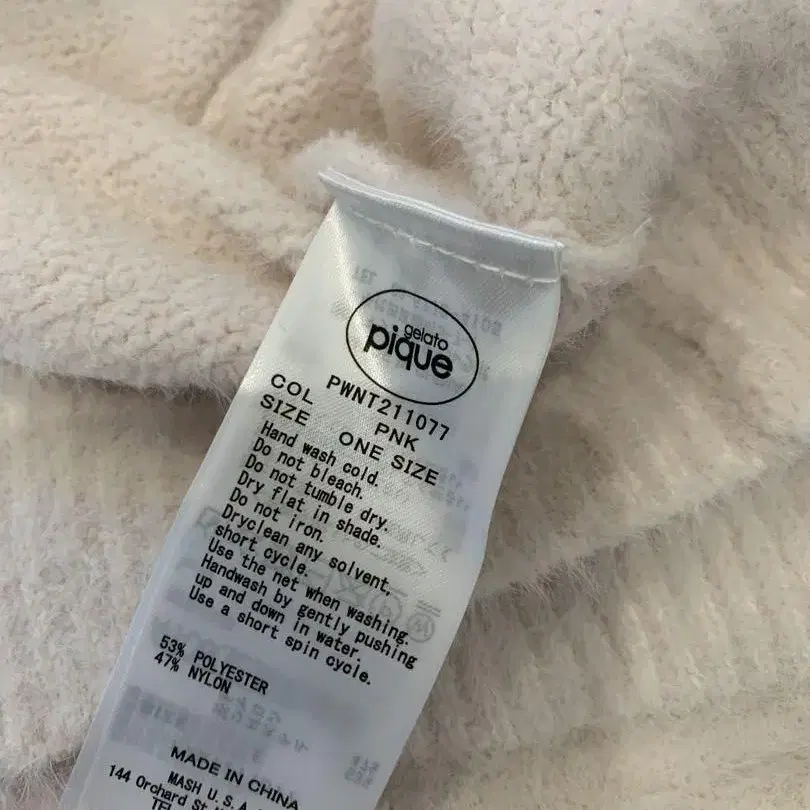 gelato
pique
PWNT211077
COL PNK
SIZE ONE SIZE
Hand wash cold.
Do not bleach.
Do not tumble dry.
Dry flat in shade.
Do not iron.
Dryclean any solvent,
short cycle.
Use the net when washing.
Handwash by gently pushing
up and down in water.
Use a short spin cycle.
53% POLYESTER
47% NYLON
MADE IN CHINA
MASH U.S.A
144 Orchard St
TEL